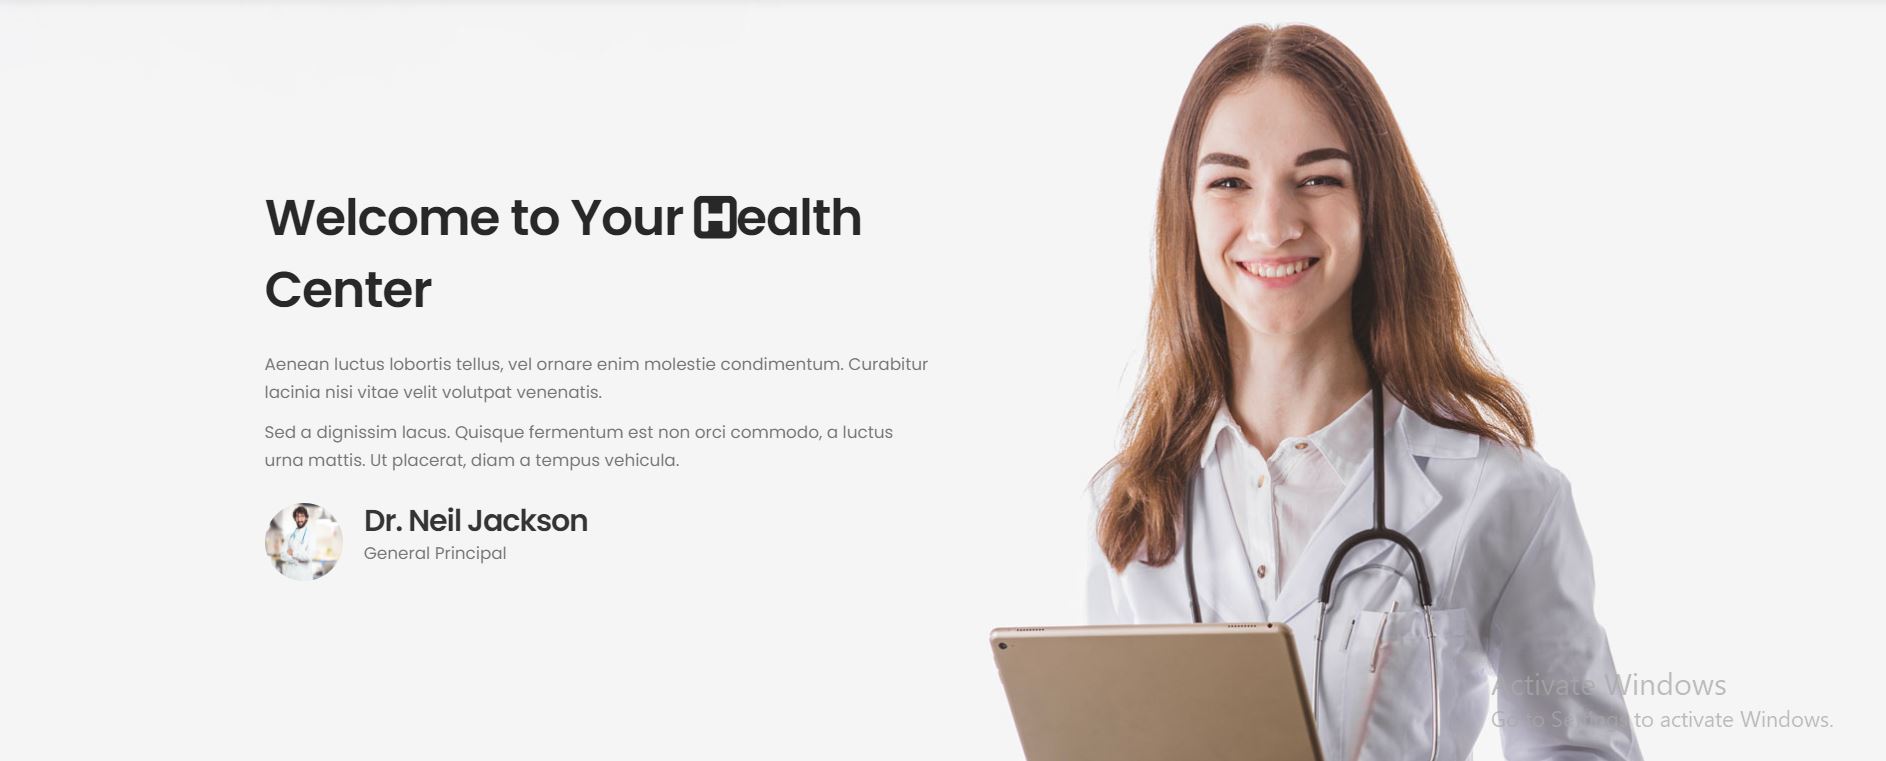 Welcome to Your Health
Center
Aenean luctus lobortis tellus, vel ornare enim molestie condimentum. Curabitur
lacinia nisi vitae velit volutpat venenatis.
Sed a dignissim lacus. Quisque fermentum est non orci commodo, a luctus
urna mattis. Ut placerat, diam a tempus vehicula.
Dr. Neil Jackson
General Principal
Activate Windows
Go to Settings to activate Windows.